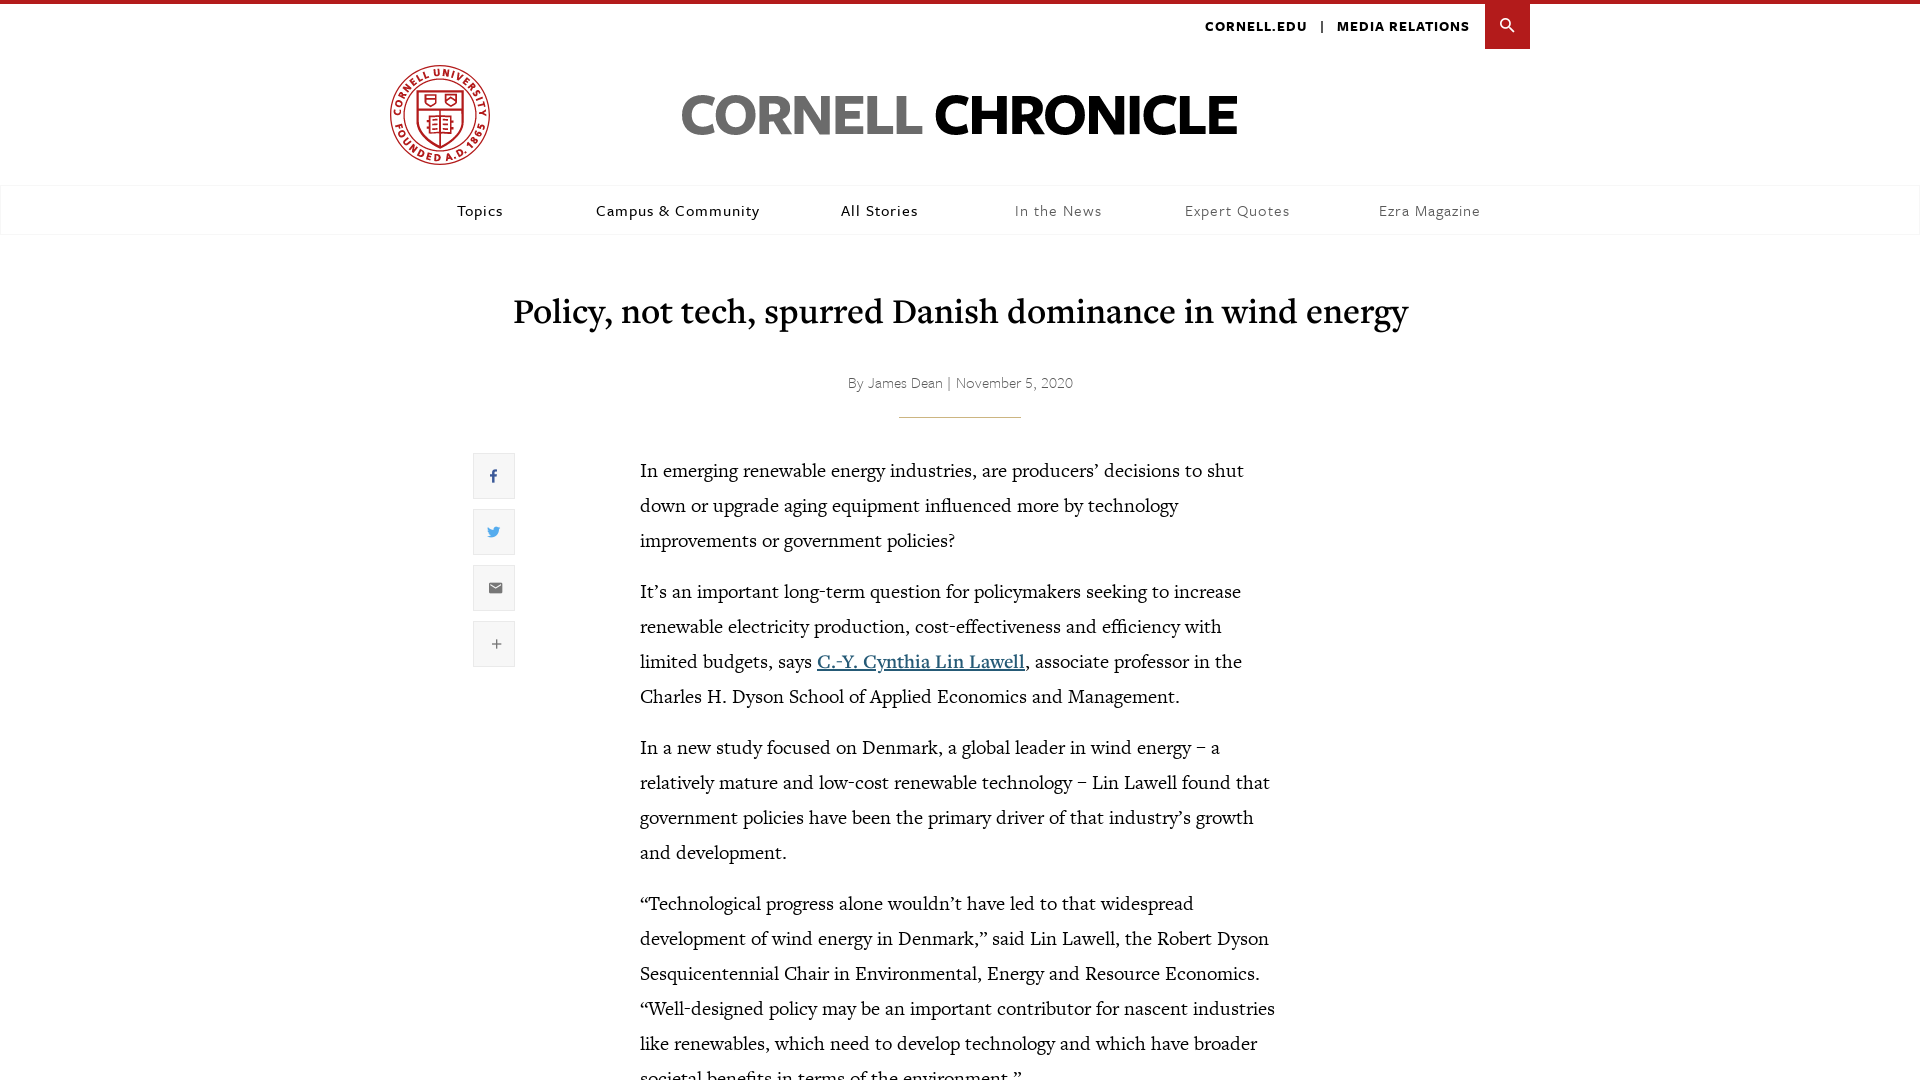 CORNELL.EDU | MEDIA RELATIONS
CORNELL UNIVERSITY
FOUNDED A.D. 1865
CORNELL CHRONICLE
Topics Campus & Community All Stories In the News Expert Quotes Ezra Magazine
Policy, not tech, spurred Danish dominance in wind energy
By James Dean | November 5, 2020
In emerging renewable energy industries, are producers’ decisions to shut
down or upgrade aging equipment influenced more by technology
improvements or government policies?
It’s an important long-term question for policymakers seeking to increase
renewable electricity production, cost-effectiveness and efficiency with
limited budgets, says C.-Y. Cynthia Lin Lawell, associate professor in the
Charles H. Dyson School of Applied Economics and Management.
In a new study focused on Denmark, a global leader in wind energy – a
relatively mature and low-cost renewable technology – Lin Lawell found that
government policies have been the primary driver of that industry’s growth
and development.
“Technological progress alone wouldn’t have led to that widespread
development of wind energy in Denmark,” said Lin Lawell, the Robert Dyson
Sesquicentennial Chair in Environmental, Energy and Resource Economics.
“Well-designed policy may be an important contributor for nascent industries
like renewables, which need to develop technology and which have broader
societal benefits in terms of the environment.”